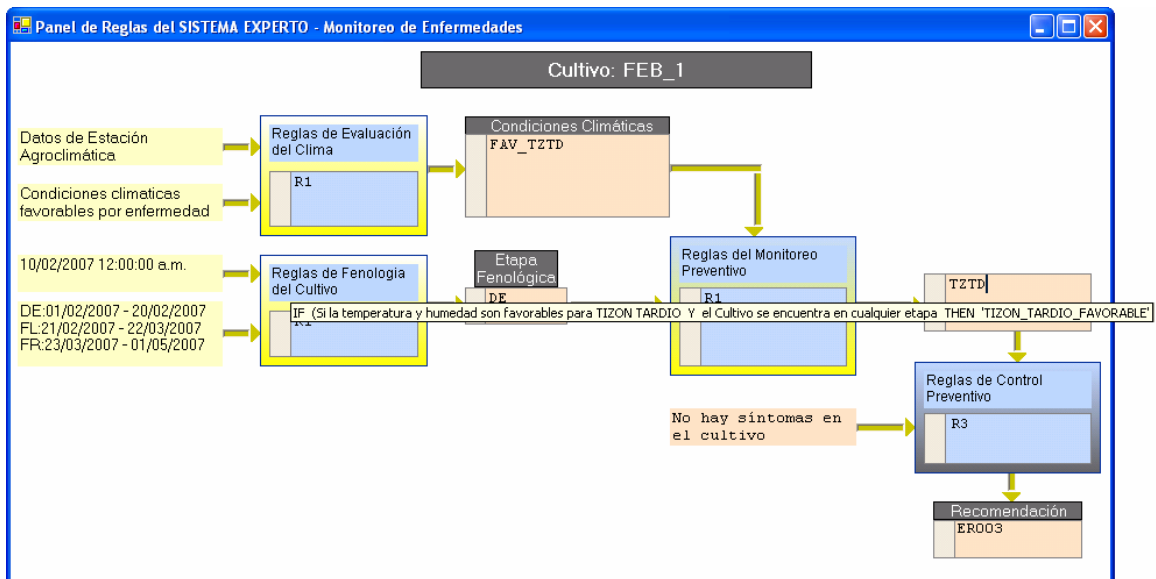 Panel de Reglas del SISTEMA EXPERTO - Monitoreo de Enfermedades
Cultivo: FEB_1
Datos de Estación
Agroclimática
Condiciones climaticas
favorables por enfermedad
Reglas de Evaluación
del Clima
R1
Condiciones Climáticas
FAV_TZTD
10/02/2007 12:00:00 a.m.
DE:01/02/2007 - 20/02/2007
FL:21/02/2007 - 22/03/2007
FR:23/03/2007 - 01/05/2007
Reglas de Fenologia
del Cultivo
R1
Etapa
Fenológica
DE
Reglas del Monitoreo
Preventivo
R1
TZTD
IF (Si la temperatura y humedad son favorables para TIZON TARDIO Y el Cultivo se encuentra en cualquier etapa THEN 'TIZON_TARDIO_FAVORABLE'
No hay síntomas en
el cultivo
Reglas de Control
Preventivo
R3
Recomendación
ER003